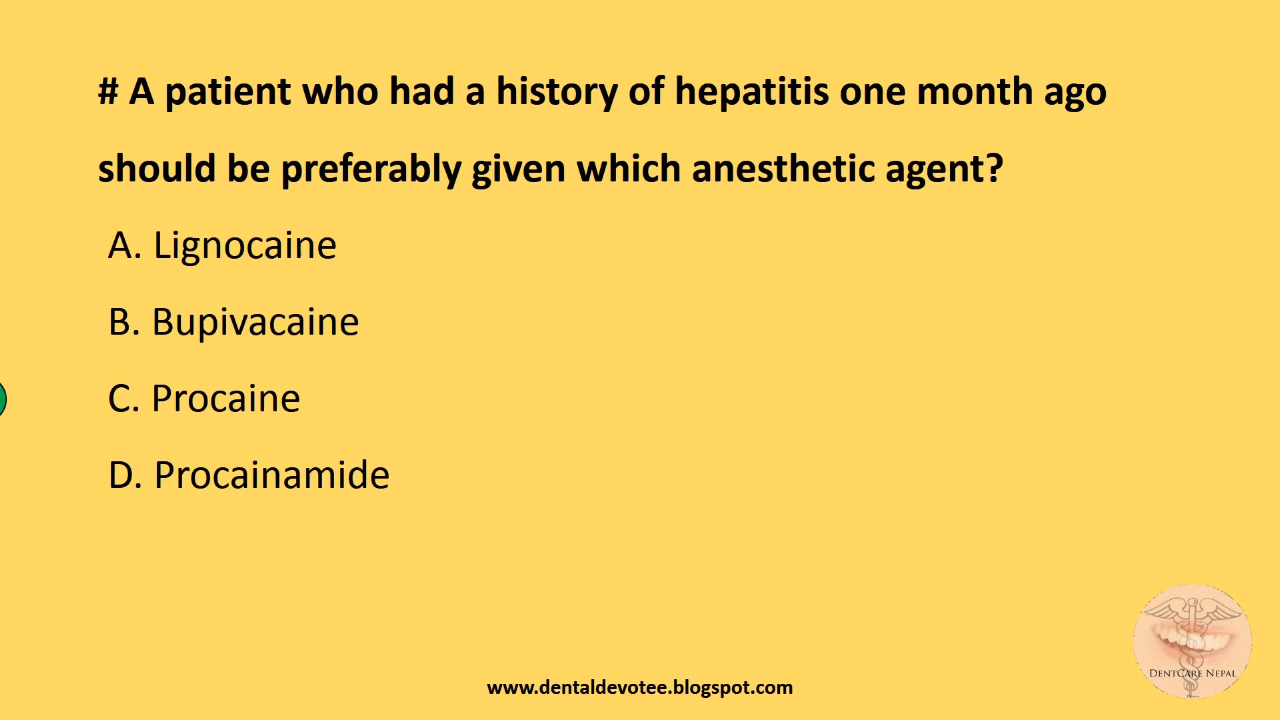 # A patient who had a history of hepatitis one month ago
should be preferably given which anesthetic agent?
A. Lignocaine
B. Bupivacaine
C. Procaine
D. Procainamide
DENTCARE NEPAL
www.dentaldevotee.blogspot.com